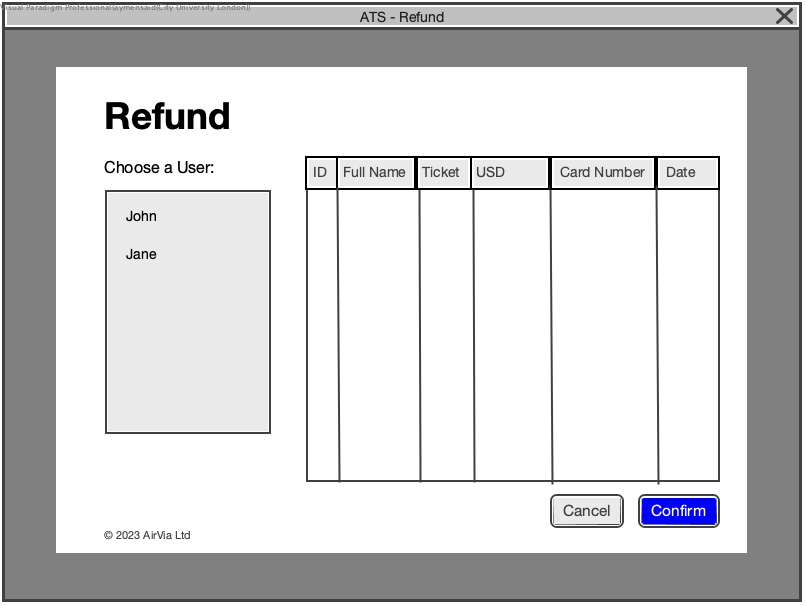 Visual Paradigm Professional(aymensaid(City University London))
ATS - Refund
Refund
Choose a User:
John
Jane
ID Full Name Ticket USD Card Number Date
Cancel Confirm
© 2023 AirVia Ltd